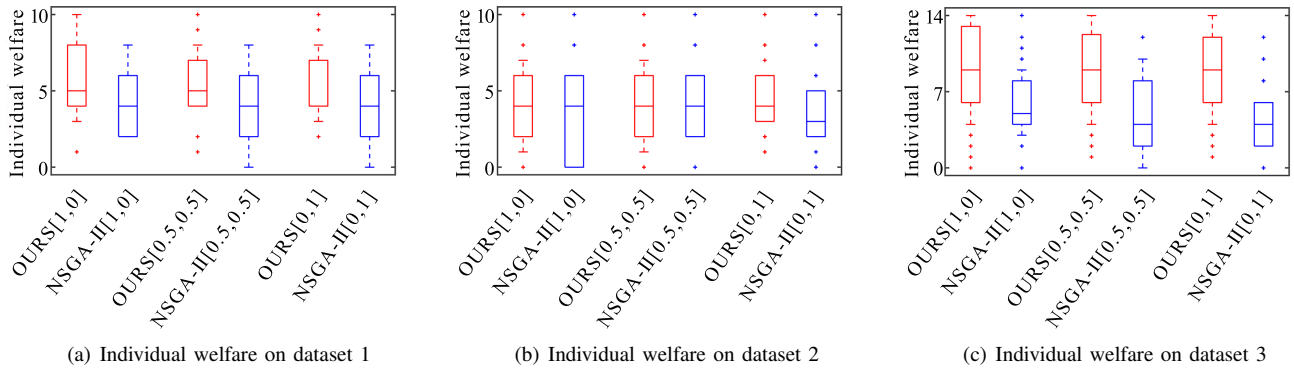 Individual welfare
10
5
0
OURS[1,0]
NSGA-II[1,0]
OURS[0.5,0.5]
NSGA-II[0.5,0.5]
OURS[0,1]
NSGA-II[0,1]
(a) Individual welfare on dataset 1
Individual welfare
10
5
0
OURS[1,0]
NSGA-II[1,0]
OURS[0.5,0.5]
NSGA-II[0.5,0.5]
OURS[0,1]
NSGA-II[0,1]
(b) Individual welfare on dataset 2
Individual welfare
14
7
0
OURS[1,0]
NSGA-II[1,0]
OURS[0.5,0.5]
NSGA-II[0.5,0.5]
OURS[0,1]
NSGA-II[0,1]
(c) Individual welfare on dataset 3